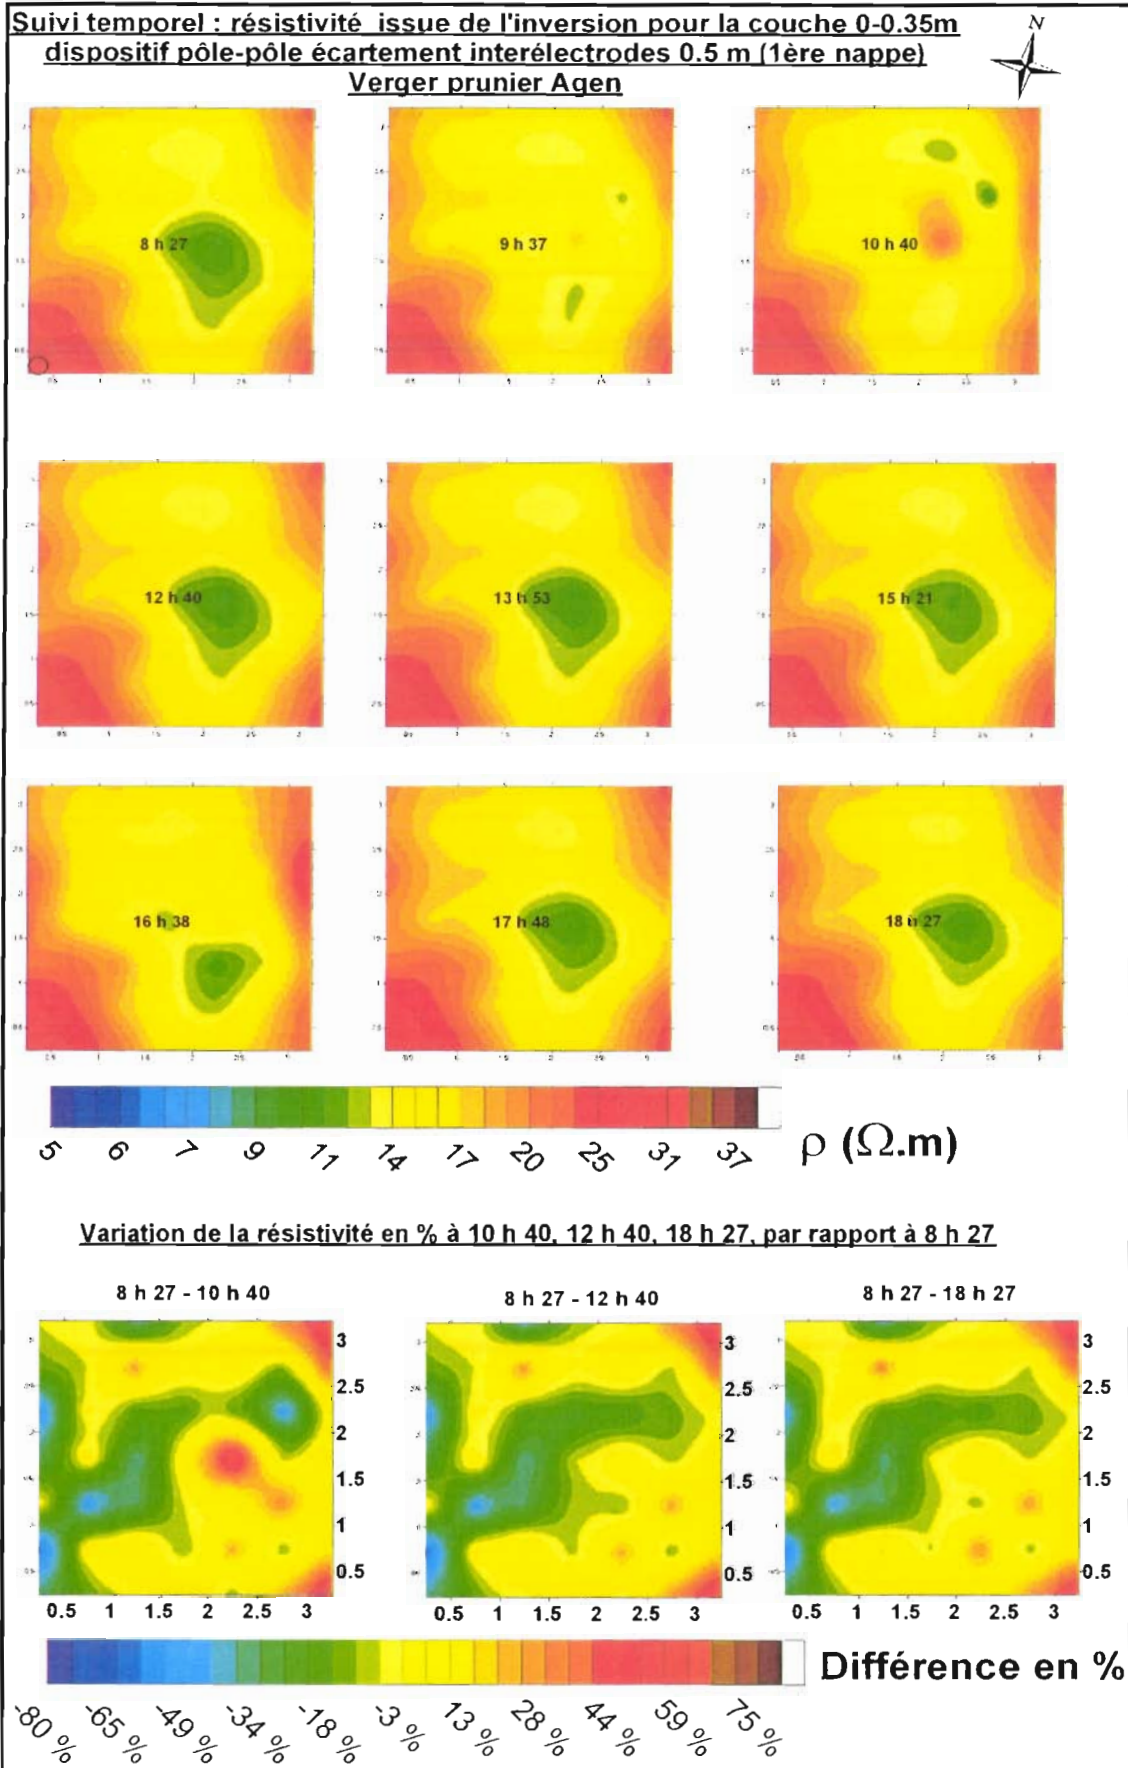 Suivi temporel : résistivité issue de l'inversion pour la couche 0-0.35m
dispositif pôle-pôle écartement interélectrodes 0.5 m (1ère nappe)
Verger prunier Agen
N
8 h 27
9 h 37
10 h 40
12 h 40
13 h 53
15 h 21
16 h 38
17 h 48
18 h 27
5 6 7 9 11 14 17 20 25 31 37
ρ (Ω.m)
Variation de la résistivité en % à 10 h 40, 12 h 40, 18 h 27, par rapport à 8 h 27
8 h 27 - 10 h 40
8 h 27 - 12 h 40
8 h 27 - 18 h 27
3 3 3
2.5 2.5 2.5
2 2 2
1.5 1.5 1.5
1 1 1
0.5 0.5 0.5
0.5 1 1.5 2 2.5 3 0.5 1 1.5 2 2.5 3 0.5 1 1.5 2 2.5 3
Différence en %
-80 % -65 % -49 % -34 % -18 % -3 % 13 % 28 % 44 % 59 % 75 %